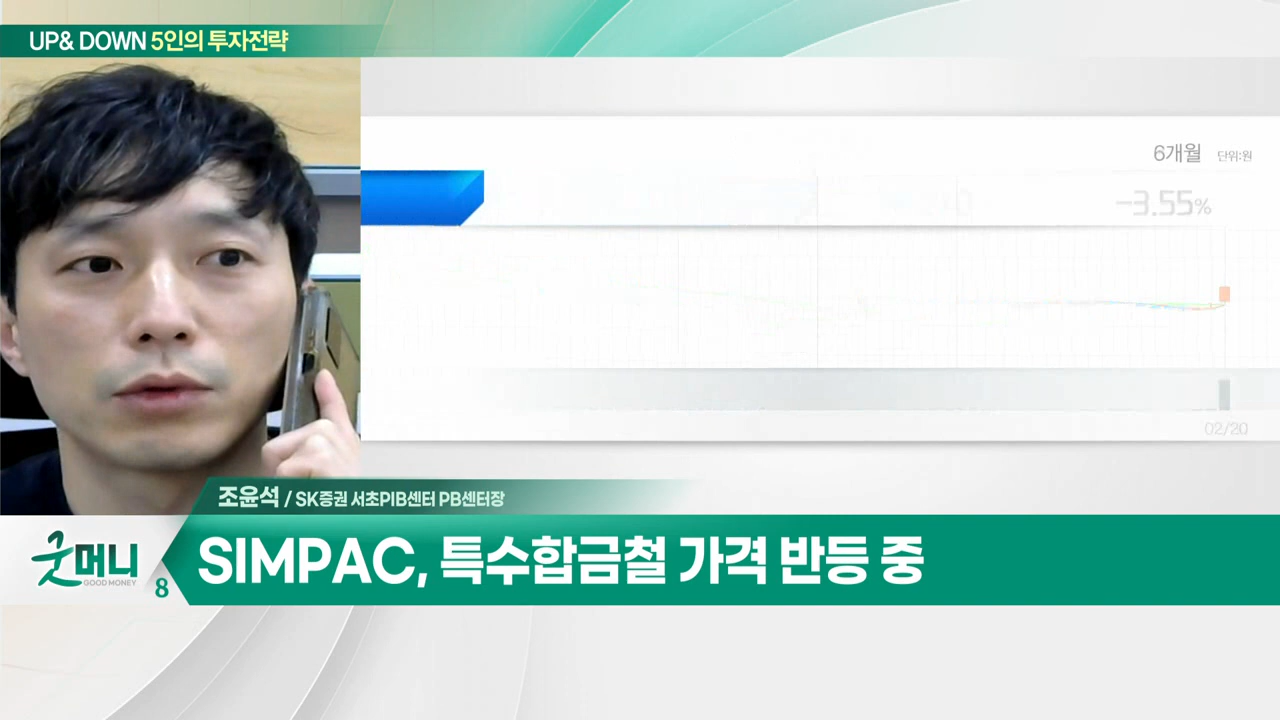 UP& DOWN 5인의 투자전략
6개월 단위:원
-3.55%
02/20
조윤석 / SK증권 서초PIB센터 PB센터장
굿머니
GOOD MONEY
8
SIMPAC, 특수합금철 가격 반등 중